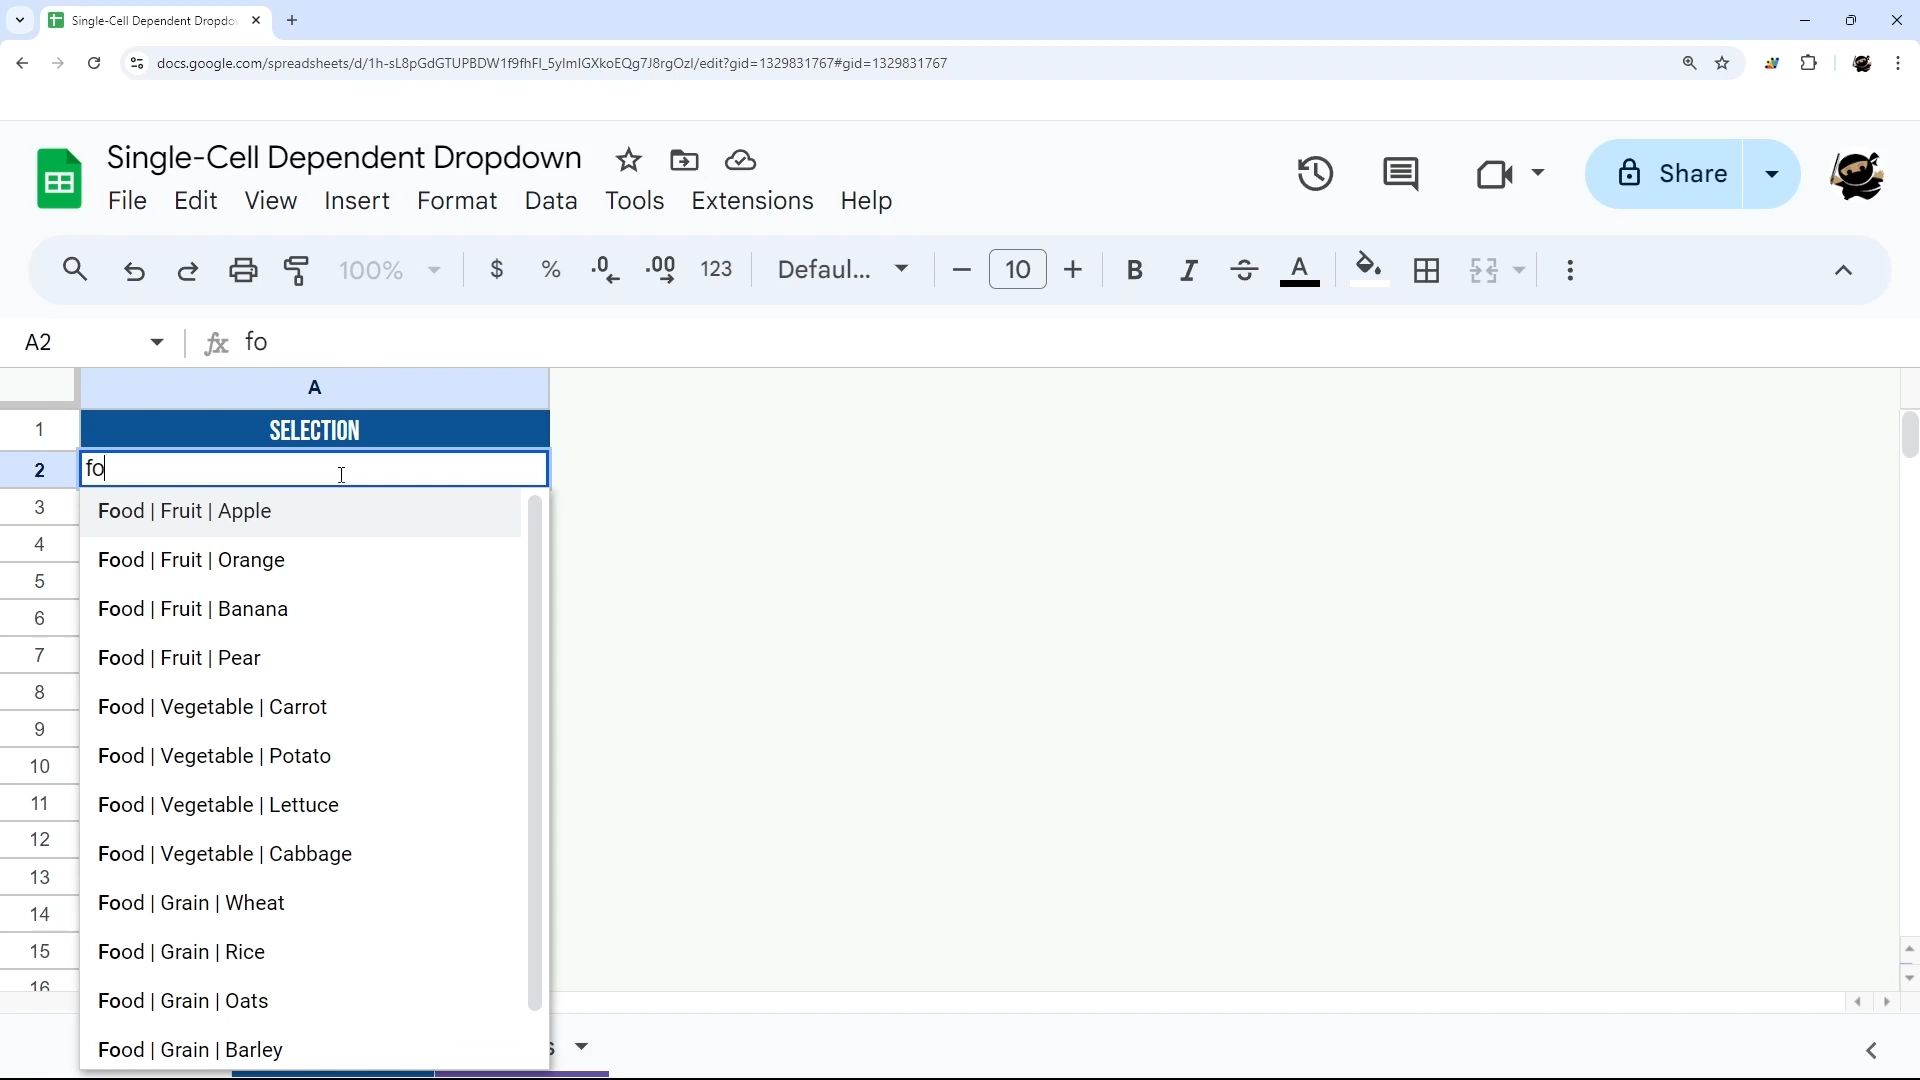 Single-Cell Dependent Dropdo
docs.google.com/spreadsheets/d/1h-sL8pGdGTUPBDW1f9fhFI_5yImIGXkoEQg7J8rgOzI/edit?gid=1329831767#gid=1329831767
Single-Cell Dependent Dropdown
File Edit View Insert Format Data Tools Extensions Help
Share
100% $ % .0 .00 123 Defaul... 10 B I A
A2 fx fo
A
1 SELECTION
2 fo
3 Food | Fruit | Apple
4 Food | Fruit | Orange
5
6 Food | Fruit | Banana
7 Food | Fruit | Pear
8 Food | Vegetable | Carrot
9
10 Food | Vegetable | Potato
11 Food | Vegetable | Lettuce
12 Food | Vegetable | Cabbage
13
14 Food | Grain | Wheat
15 Food | Grain | Rice
16 Food | Grain | Oats
Food | Grain | Barley
s